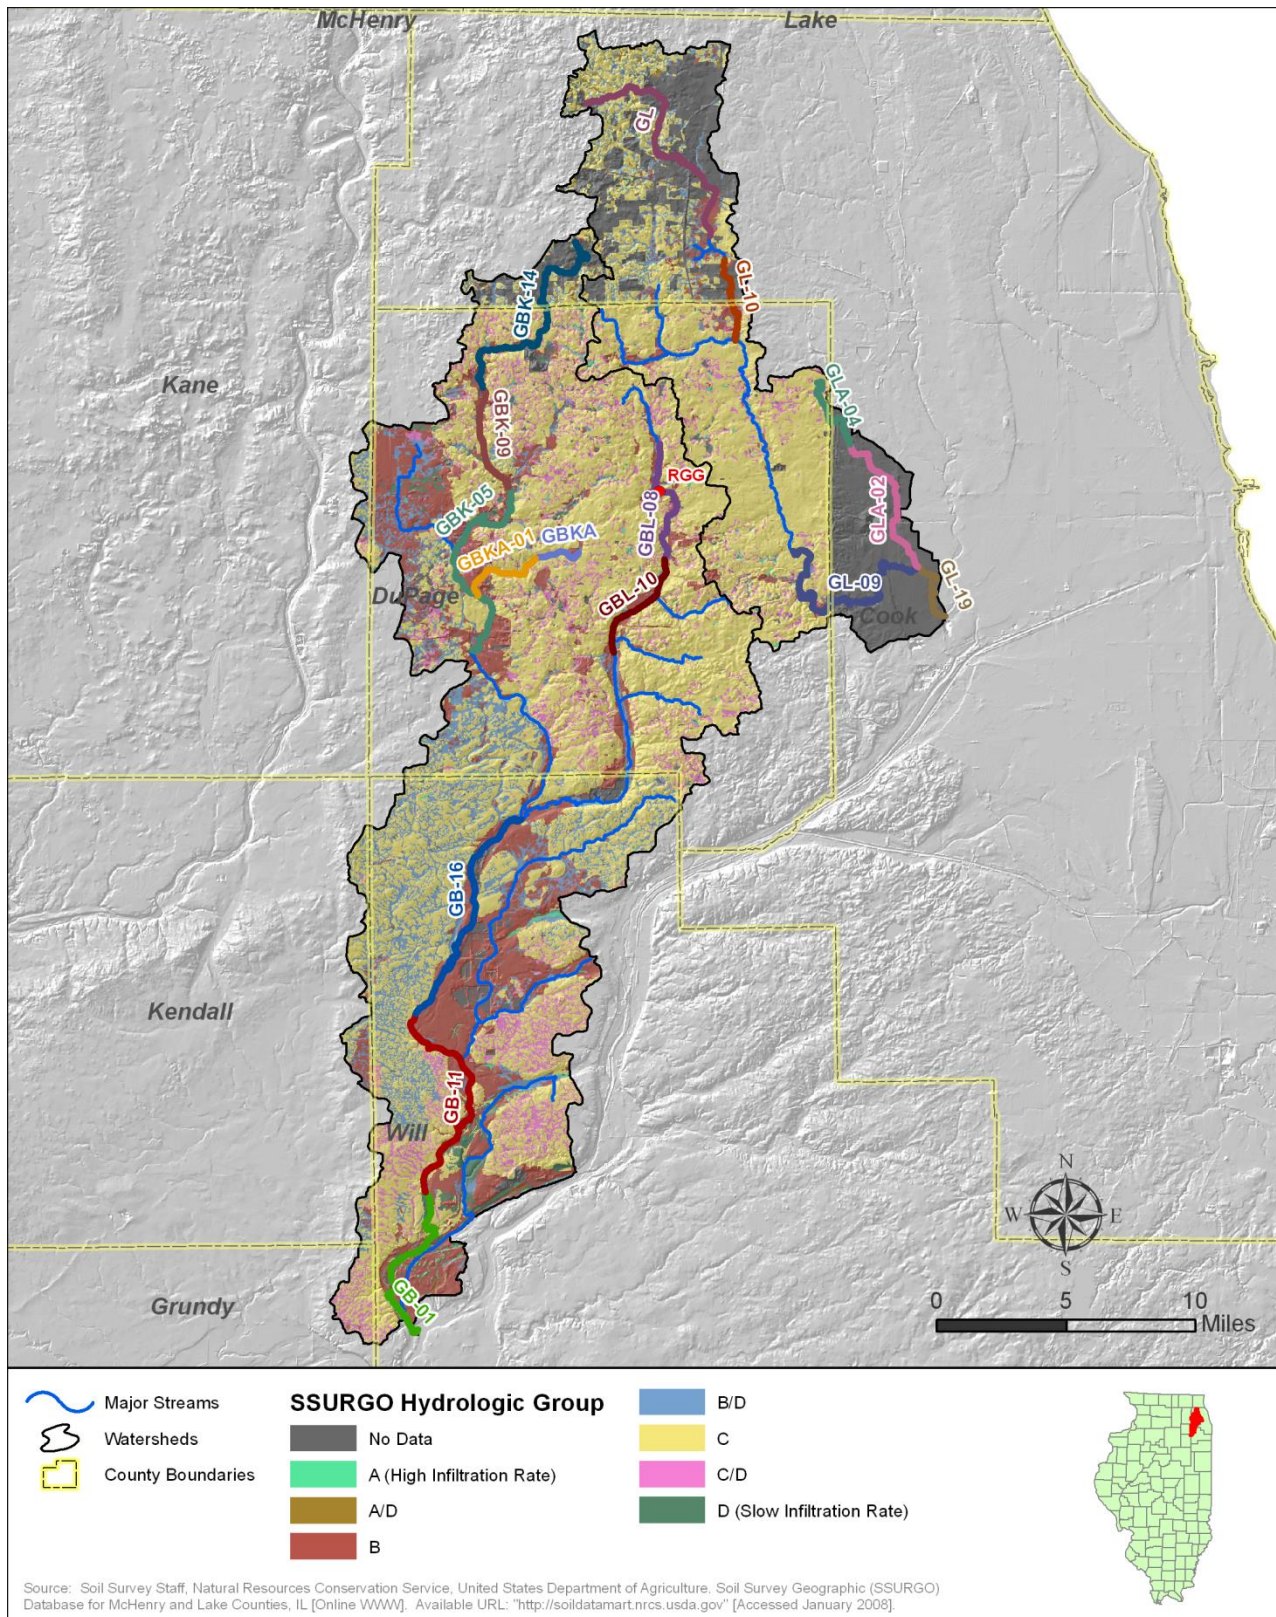 McHenry
Lake
GL
GBK-14
GL-10
Kane
GLA-04
GBK-09
RGG
GLA-02
GBK-05
GBL-08
GBKA-01
GBKA
GL-09
GL-19
DuPage
GBL-10
Cook
GB-16
Kendall
GB-11
Will
N
W
E
S
Grundy
GB-01
0 5 10
Miles
Major Streams
Watersheds
County Boundaries
SSURGO Hydrologic Group
No Data
A (High Infiltration Rate)
A/D
B
B/D
C
C/D
D (Slow Infiltration Rate)
Source: Soil Survey Staff, Natural Resources Conservation Service, United States Department of Agriculture. Soil Survey Geographic (SSURGO)
Database for McHenry and Lake Counties, IL [Online WWW]. Available URL: "http://soildatamart.nrcs.usda.gov" [Accessed January 2008].